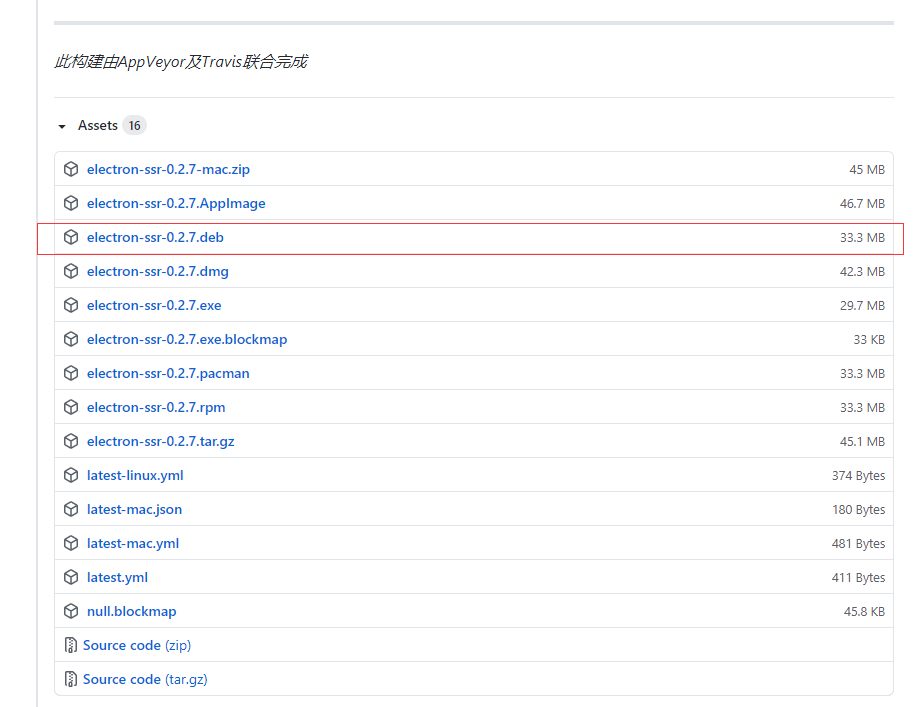 此构建由AppVeyor及Travis联合完成
Assets 16
electron-ssr-0.2.7-mac.zip 45 MB
electron-ssr-0.2.7.AppImage 46.7 MB
electron-ssr-0.2.7.deb 33.3 MB
electron-ssr-0.2.7.dmg 42.3 MB
electron-ssr-0.2.7.exe 29.7 MB
electron-ssr-0.2.7.exe.blockmap 33 KB
electron-ssr-0.2.7.pacman 33.3 MB
electron-ssr-0.2.7.rpm 33.3 MB
electron-ssr-0.2.7.tar.gz 45.1 MB
latest-linux.yml 374 Bytes
latest-mac.json 180 Bytes
latest-mac.yml 481 Bytes
latest.yml 411 Bytes
null.blockmap 45.8 KB
Source code (zip)
Source code (tar.gz)